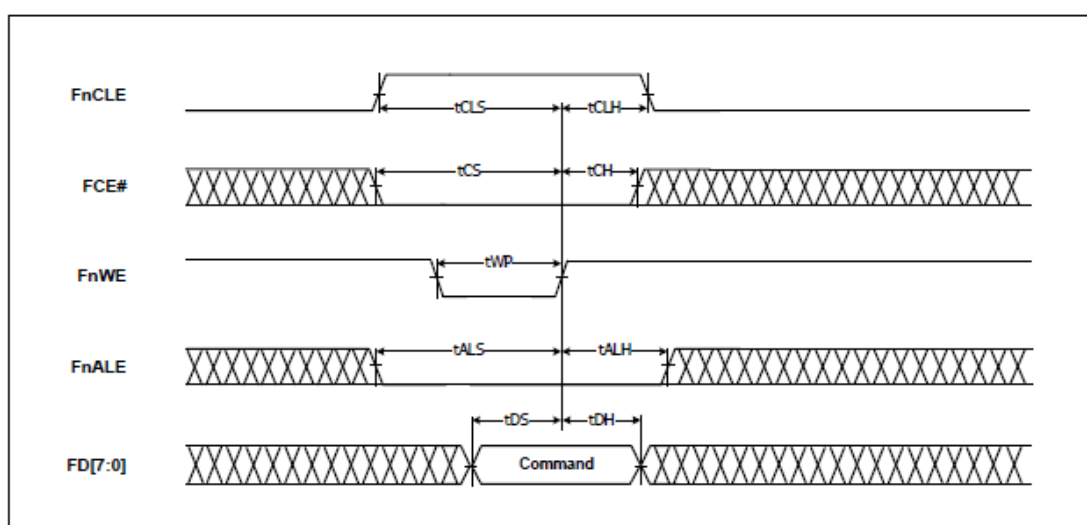 FnCLE
tCLS tCLH
FCE#
tCS tCH
FnWE
tWP
FnALE
tALS tALH
tDS tDH
FD[7:0]
Command